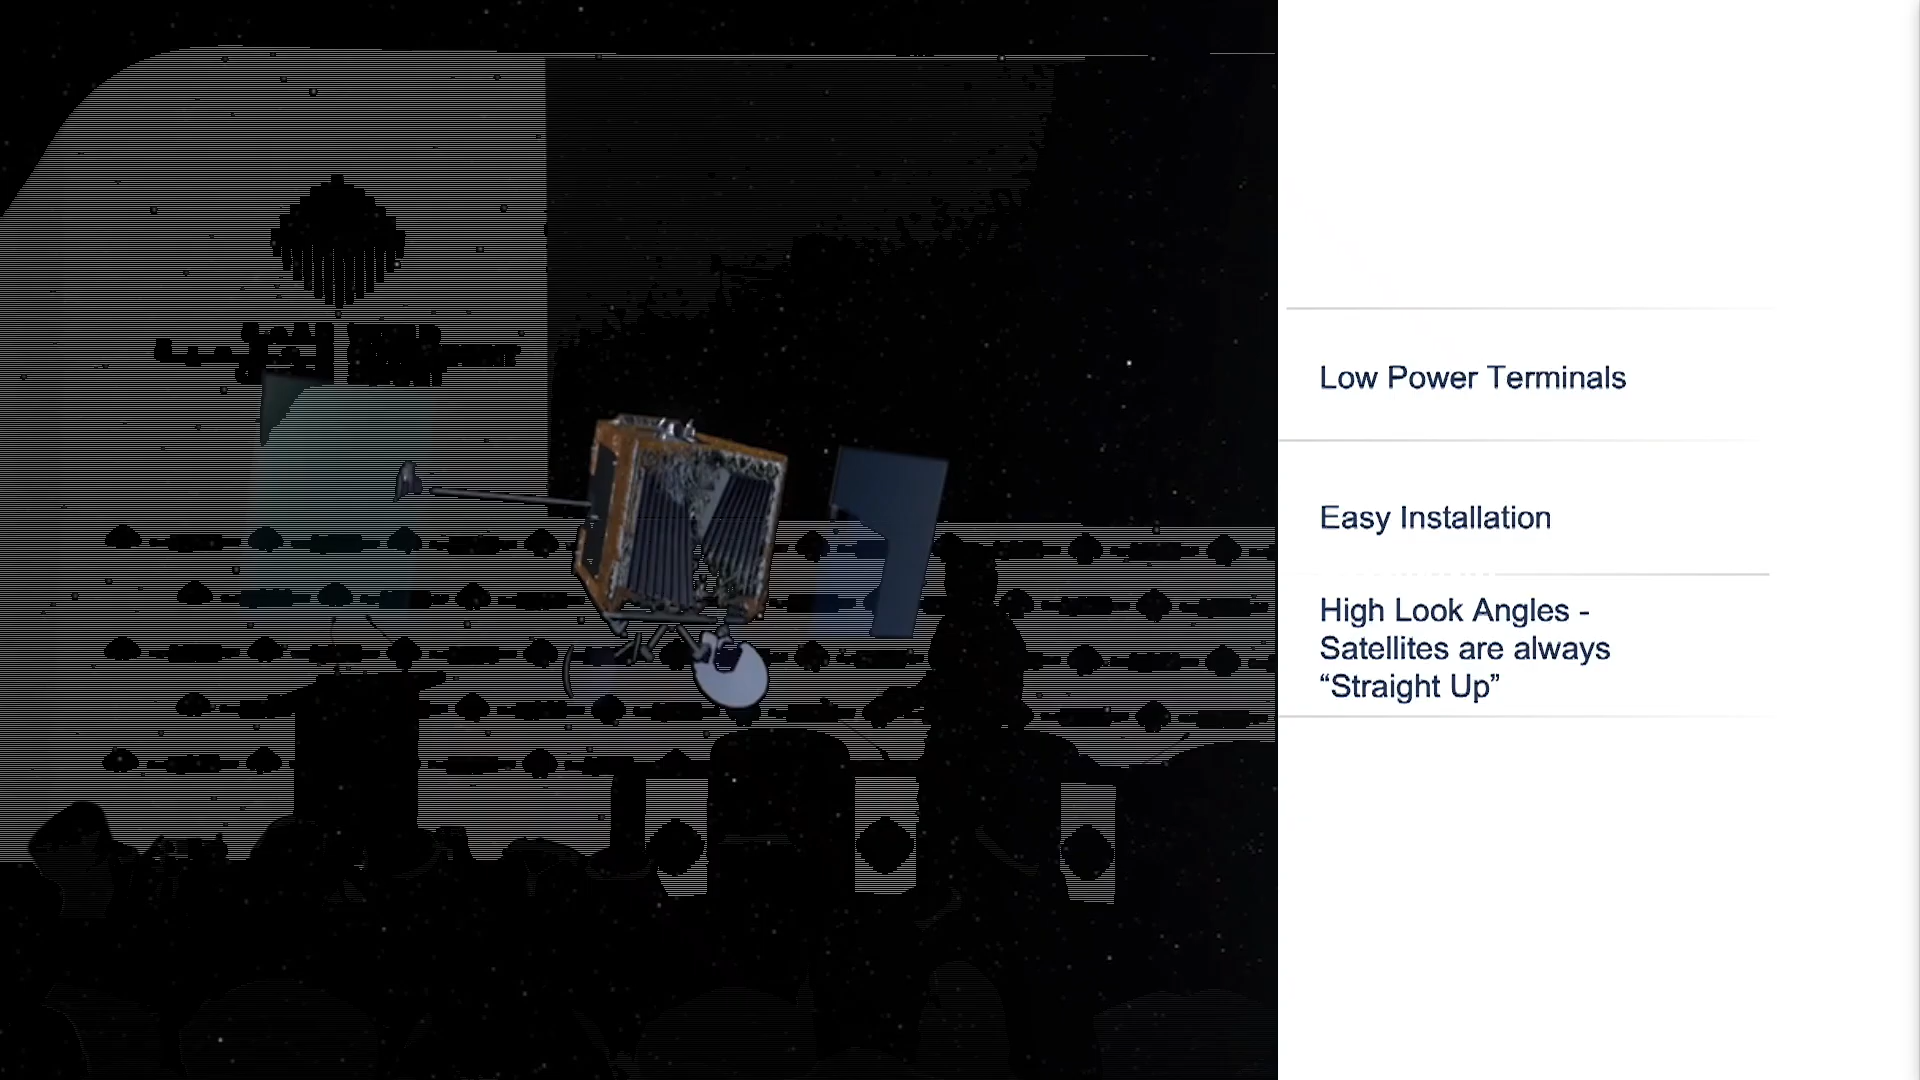 Low Power Terminals
Easy Installation
High Look Angles -
Satellites are always
“Straight Up”